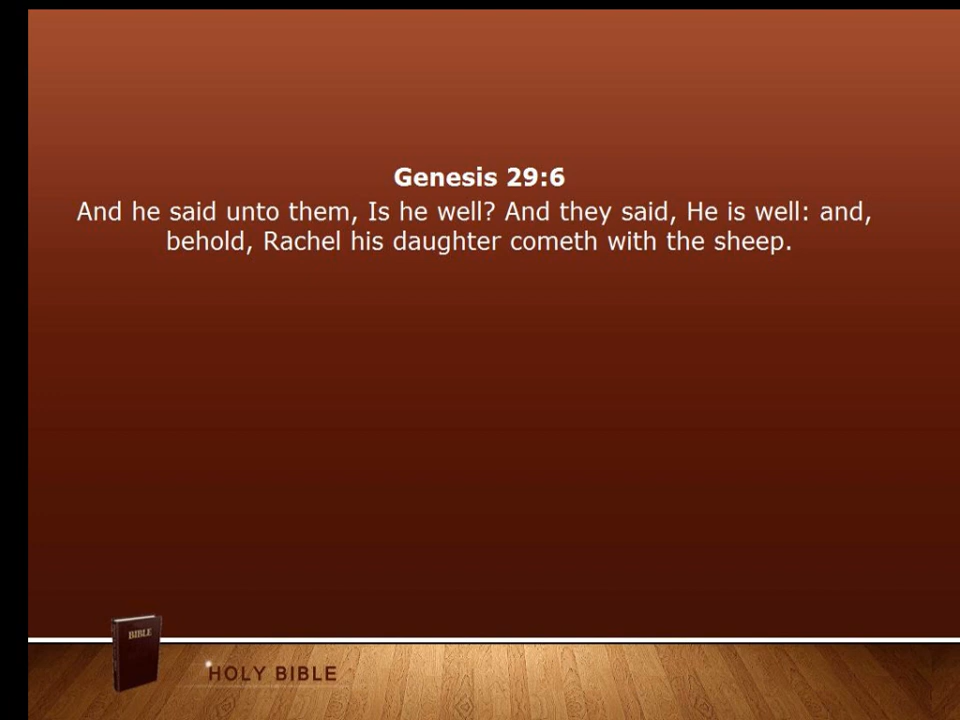 Genesis 29:6
And he said unto them, Is he well? And they said, He is well: and,
behold, Rachel his daughter cometh with the sheep.
BIBLE
HOLY BIBLE